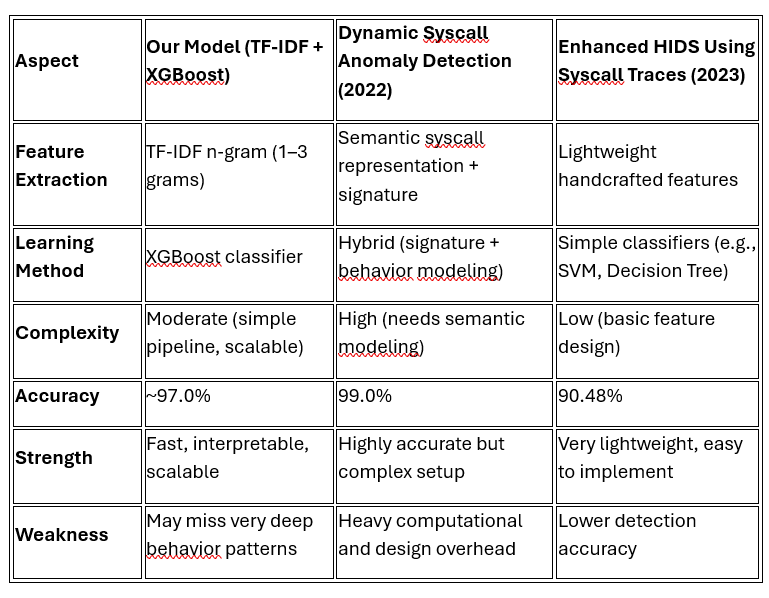 Aspect
Our Model (TF-IDF +
XGBoost)
Dynamic Syscall
Anomaly Detection
(2022)
Enhanced HIDS Using
Syscall Traces (2023)
Feature
Extraction
TF-IDF n-gram (1–3
grams)
Semantic syscall
representation +
signature
Lightweight
handcrafted features
Learning
Method
XGBoost classifier
Hybrid (signature +
behavior modeling)
Simple classifiers (e.g.,
SVM, Decision Tree)
Complexity
Moderate (simple
pipeline, scalable)
High (needs semantic
modeling)
Low (basic feature
design)
Accuracy
~97.0%
99.0%
90.48%
Strength
Fast, interpretable,
scalable
Highly accurate but
complex setup
Very lightweight, easy
to implement
Weakness
May miss very deep
behavior patterns
Heavy computational
and design overhead
Lower detection
accuracy